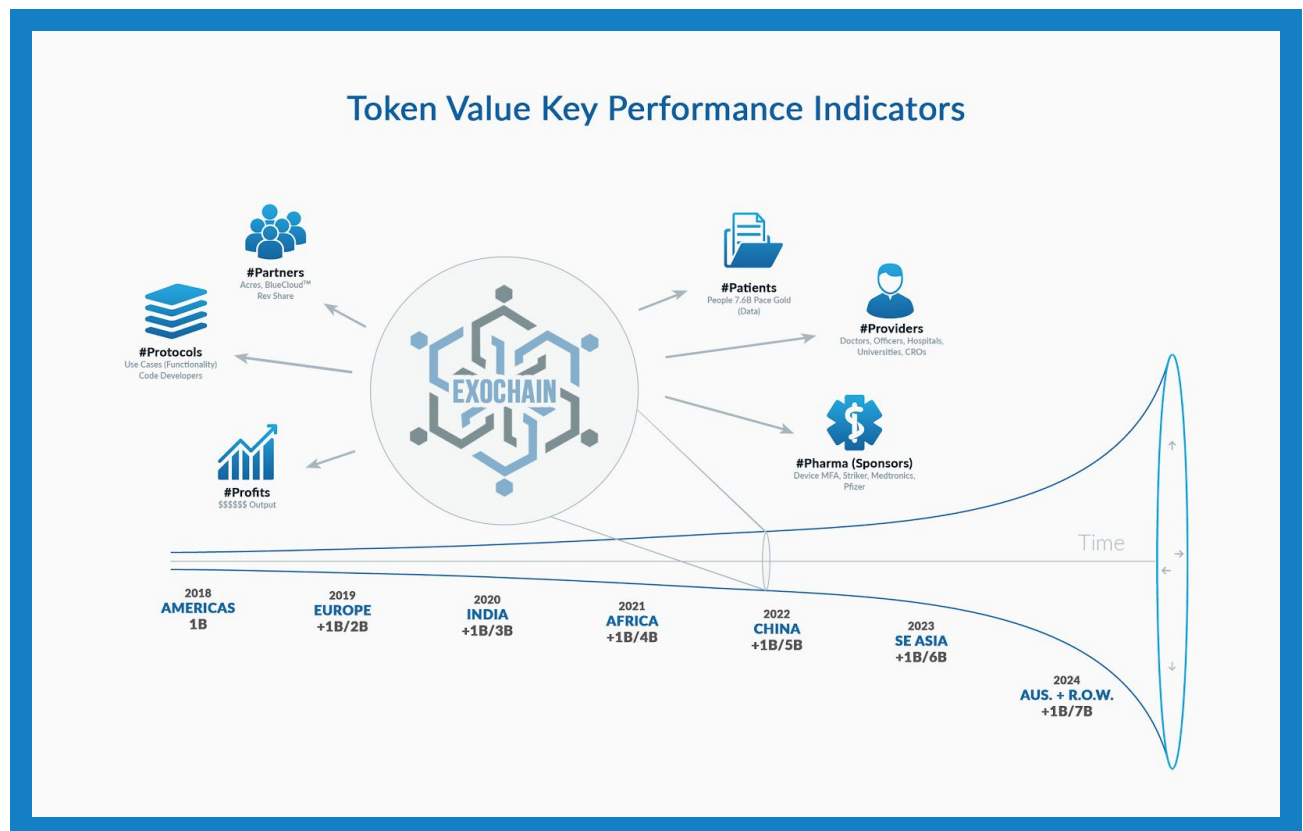 Token Value Key Performance Indicators
#Partners
Acres, BlueCloud™
Rev Share
#Protocols
Use Cases (Functionality)
Code Developers
#Profits
$$$$$$ Output
EXOCHAIN
#Patients
People 7.6B Pace Gold
(Data)
#Providers
Doctors, Officers, Hospitals,
Universities, CROs
#Pharma (Sponsors)
Device MFA, Striker, Medtronics,
Pfizer
Time
2018
AMERICAS
1B
2019
EUROPE
+1B/2B
2020
INDIA
+1B/3B
2021
AFRICA
+1B/4B
2022
CHINA
+1B/5B
2023
SE ASIA
+1B/6B
2024
AUS. + R.O.W.
+1B/7B